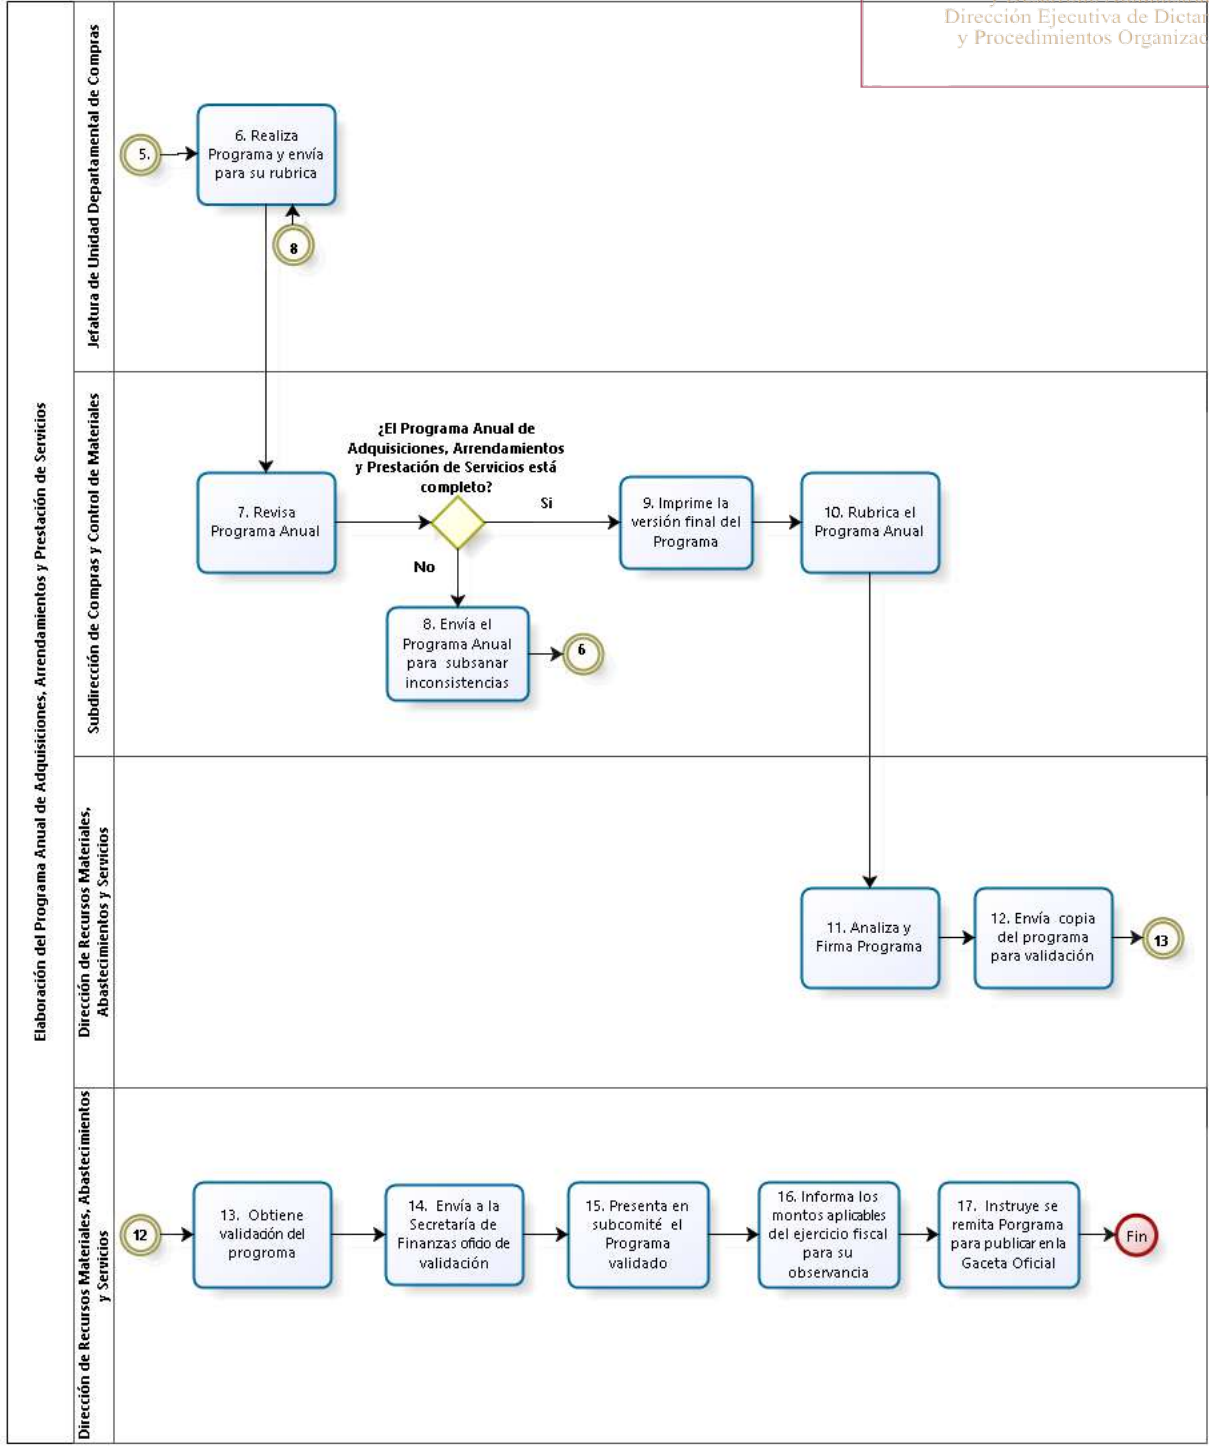 Dirección Ejecutiva de
y Procedimientos
Elaboración del Programa Anual de Adquisiciones, Arrendamientos y Prestación de Servicios
Jefatura de Unidad Departamental de Compras
5.
6. Realiza
Programa y envía
para su rubrica
8
Subdirección de Compras y Control de Materiales
7. Revisa
Programa Anual
¿El Programa Anual de
Adquisiciones, Arrendamientos
y Prestación de Servicios está
completo?
Si
No
8. Envía el
Programa Anual
para subsanar
inconsistencias
6
9. Imprime la
versión final del
Programa
10. Rubrica el
Programa Anual
Dirección de Recursos Materiales,
Abastecimientos y Servicios
11. Analiza y
Firma Programa
12. Envía copia
del programa
para validación
13
Dirección de Recursos Materiales, Abastecimientos
y Servicios
12
13. Obtiene
validación del
progroma
14. Envía a la
Secretaría de
Finanzas oficio de
validación
15. Presenta en
subcomité el
Programa
validado
16. Informa los
montos aplicables
del ejercicio fiscal
para su
observancia
17. Instruye se
remita Porgrama
para publicar en la
Gaceta Oficial
Fin